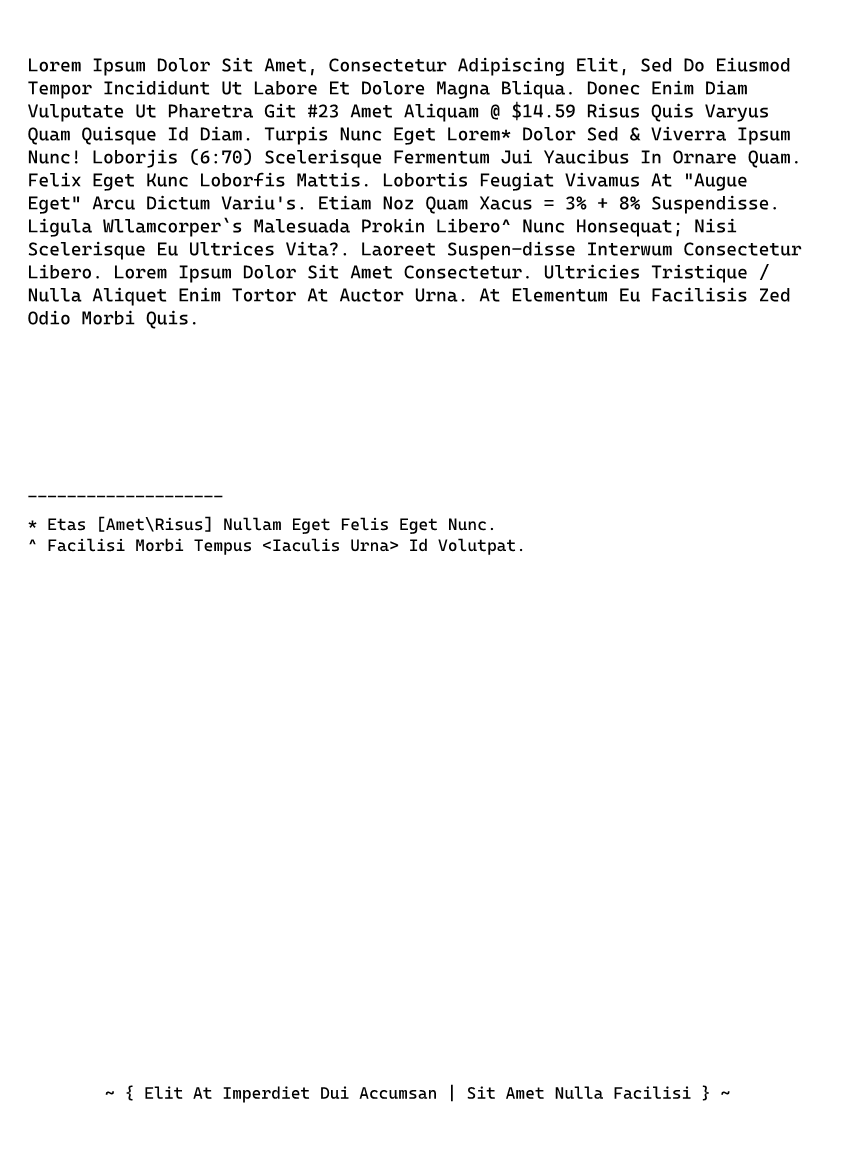 Lorem Ipsum Dolor Sit Amet, Consectetur Adipiscing Elit, Sed Do Eiusmod
Tempor Incididunt Ut Labore Et Dolore Magna Bliqua. Donec Enim Diam
Vulputate Ut Pharetra Git #23 Amet Aliquam @ $14.59 Risus Quis Varyus
Quam Quisque Id Diam. Turpis Nunc Eget Lorem* Dolor Sed & Viverra Ipsum
Nunc! Loborjis (6:70) Scelerisque Fermentum Jui Yaucibus In Ornare Quam.
Felix Eget Kunc Loborfis Mattis. Lobortis Feugiat Vivamus At "Augue
Eget" Arcu Dictum Variu's. Etiam Noz Quam Xacus = 3% + 8% Suspendisse.
Ligula Wllamcorper`s Malesuada Prokin Libero^ Nunc Honsequat; Nisi
Scelerisque Eu Ultrices Vita?. Laoreet Suspen-disse Interwum Consectetur
Libero. Lorem Ipsum Dolor Sit Amet Consectetur. Ultricies Tristique /
Nulla Aliquet Enim Tortor At Auctor Urna. At Elementum Eu Facilisis Zed
Odio Morbi Quis.
____________________
* Etas [Amet\Risus] Nullam Eget Felis Eget Nunc.
^ Facilisi Morbi Tempus <Iaculis Urna> Id Volutpat.
~ { Elit At Imperdiet Dui Accumsan | Sit Amet Nulla Facilisi } ~